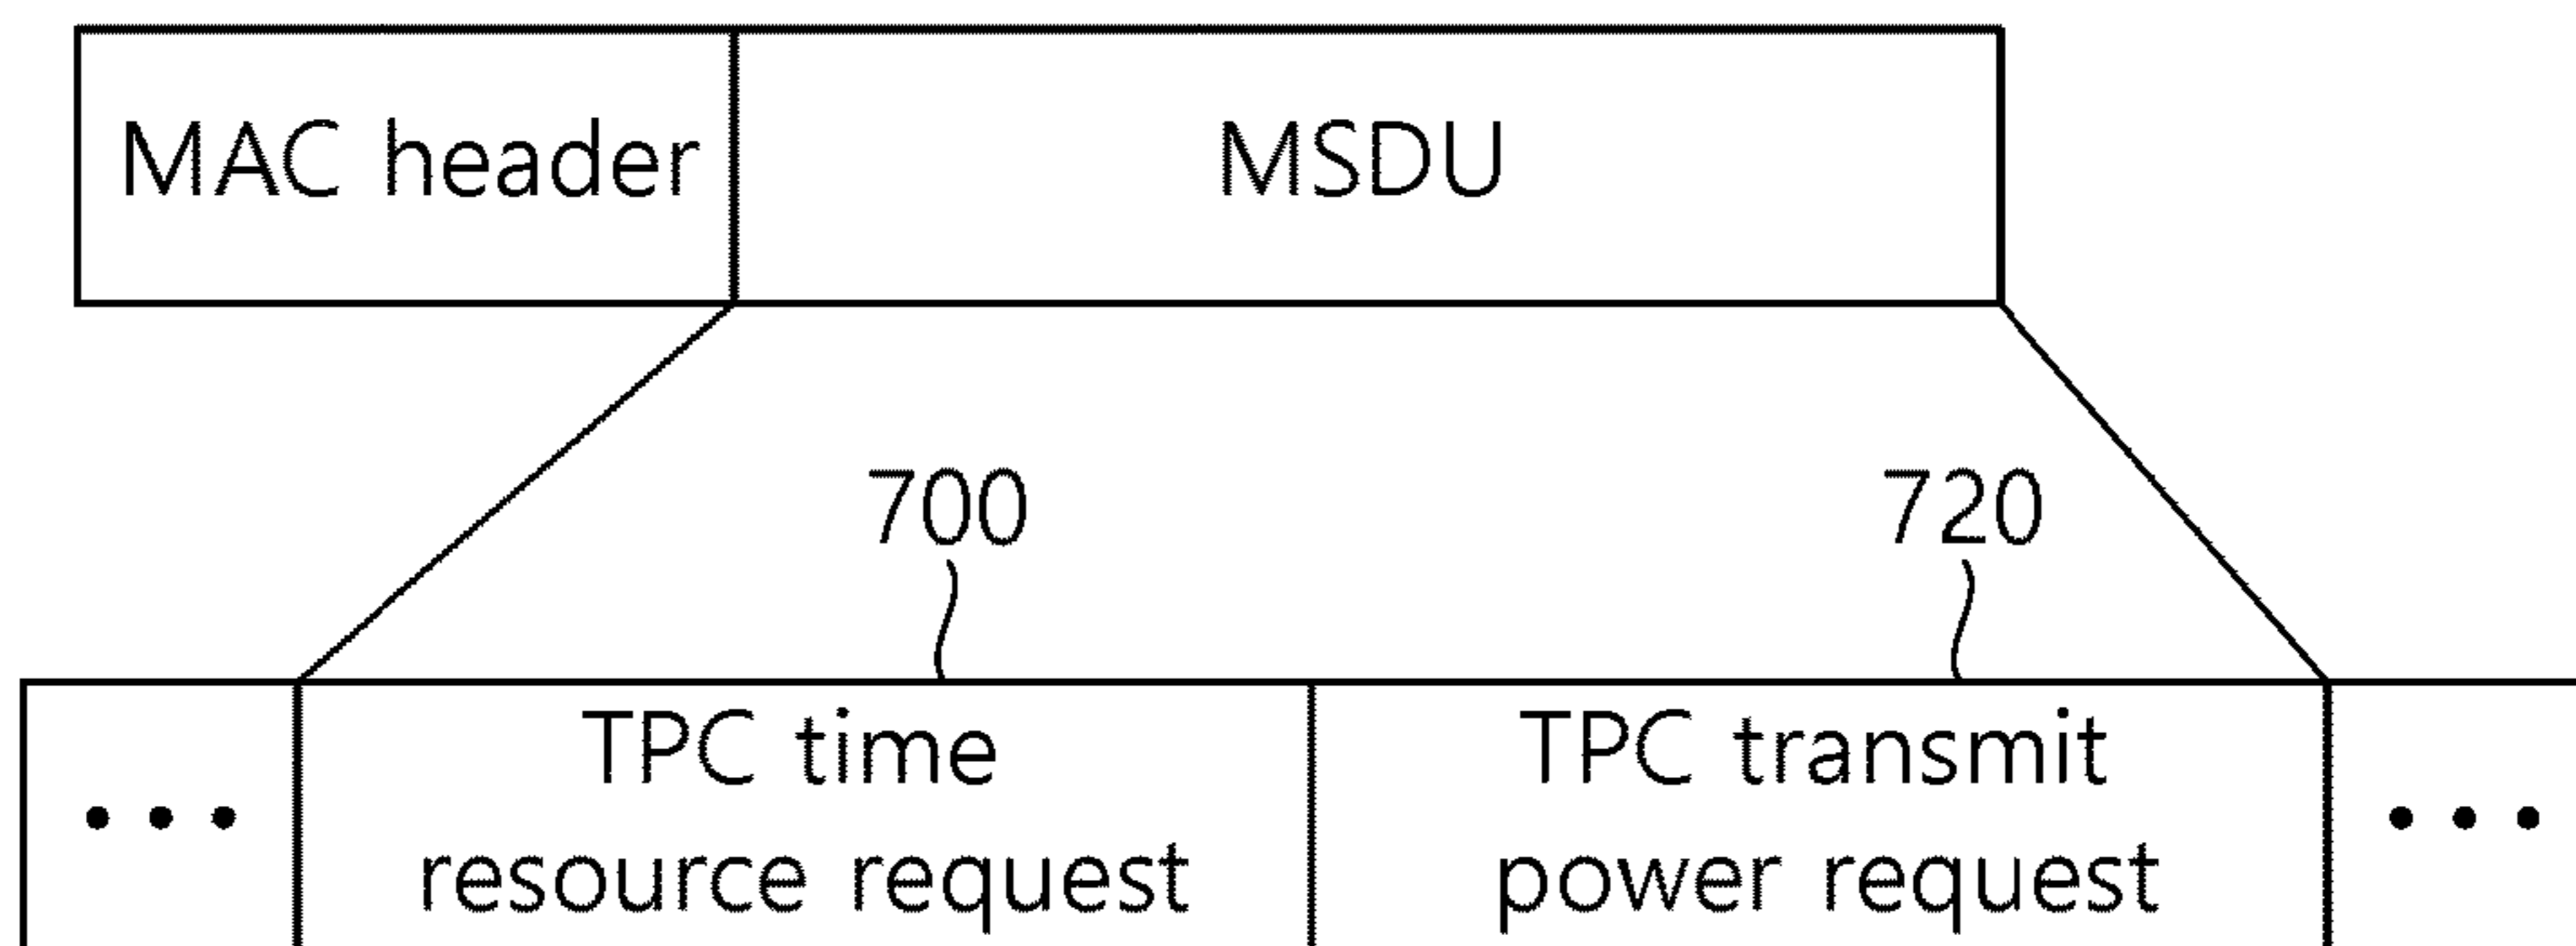 MAC header
MSDU
700
720
TPC time
resource request
TPC transmit
power request
• • •
• • •